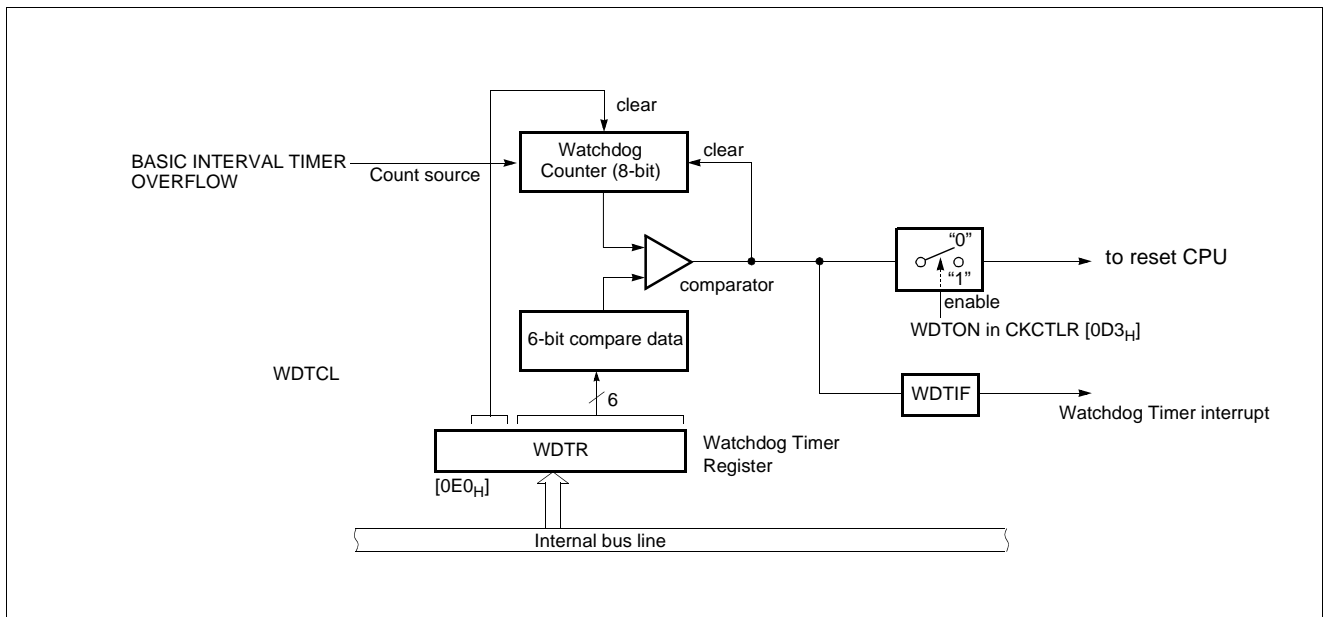 clear
BASIC INTERVAL TIMER
OVERFLOW
Count source
Watchdog
Counter (8-bit)
clear
comparator
“0”
“1”
to reset CPU
enable
WDTON in CKCTLR [0D3H]
6-bit compare data
WDTCL
6
WDTIF
Watchdog Timer interrupt
WDTR
Watchdog Timer
Register
[0E0H]
Internal bus line